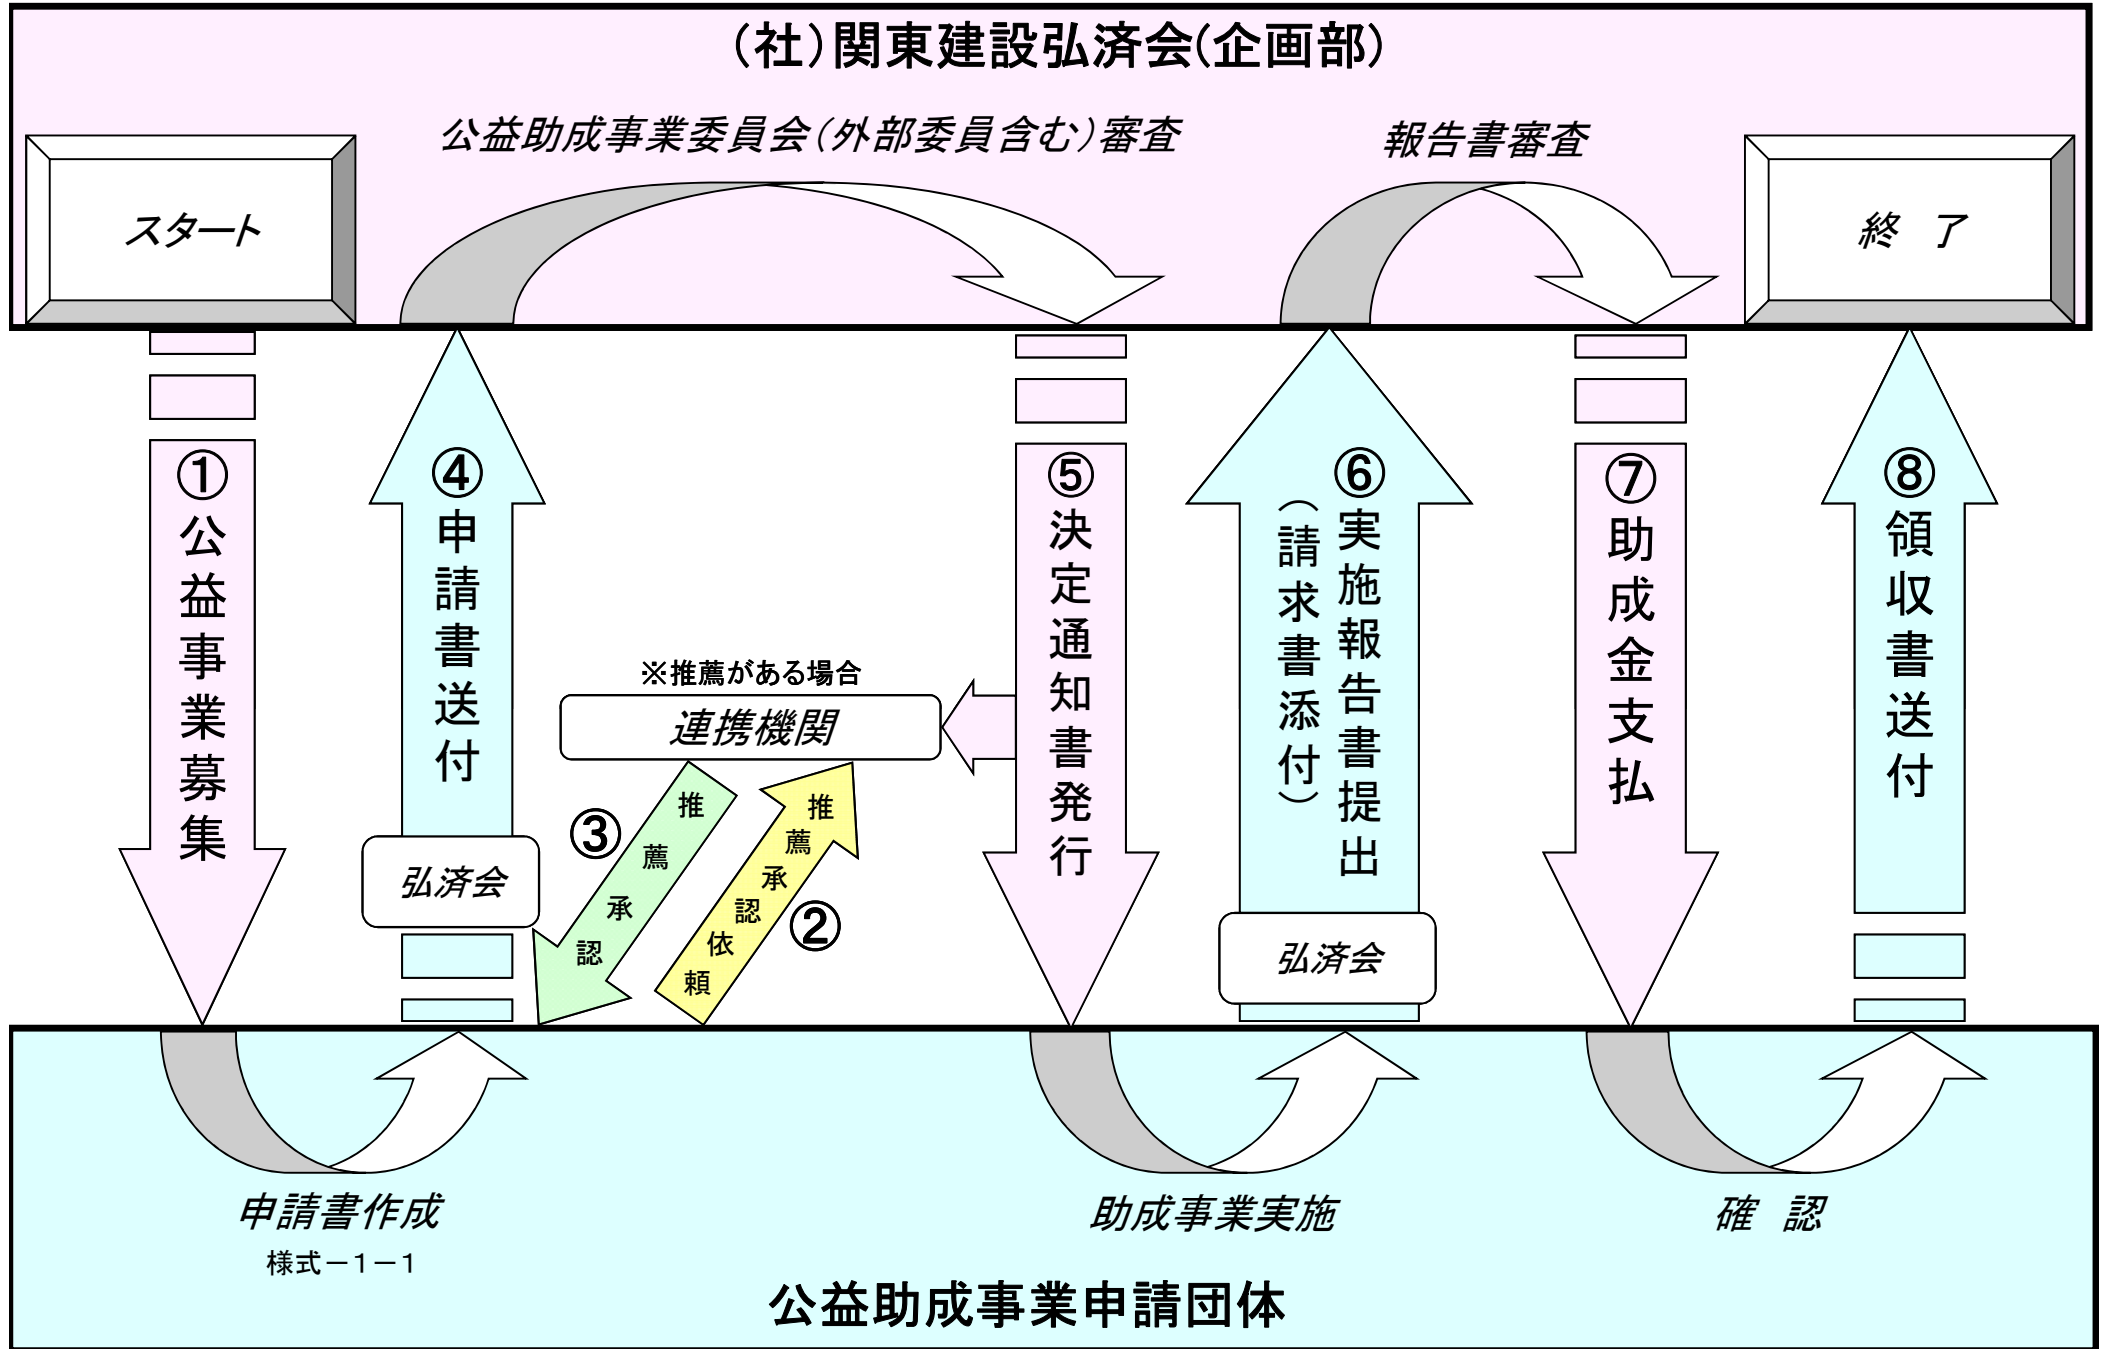 （社）関東建設弘済会(企画部)
公益助成事業委員会（外部委員含む）審査
報告書審査
スタート
終　了
①公益事業募集
④申請書送付
弘済会
※推薦がある場合
連携機関
③
推薦承認
推薦承認依頼
②
⑤決定通知書発行
⑥実施報告書提出
（請求書添付）
弘済会
⑦助成金支払
⑧領収書送付
申請書作成
様式－１－１
助成事業実施
確　認
公益助成事業申請団体